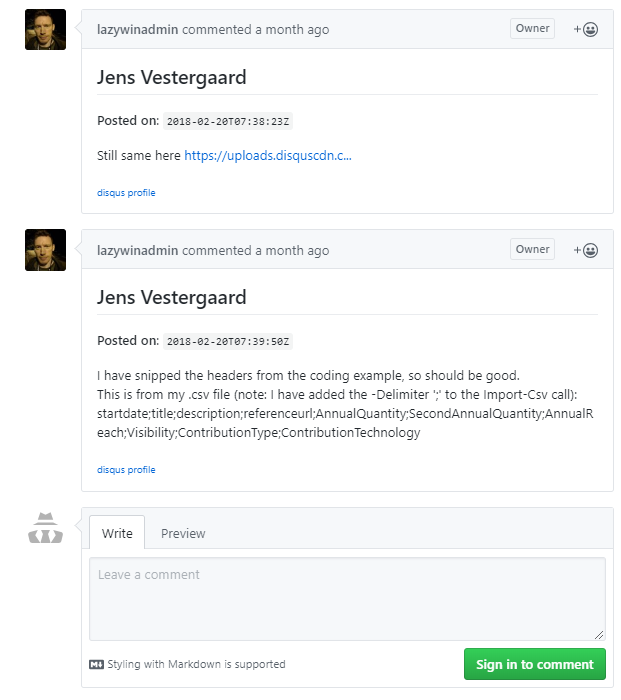 lazywinadmin commented a month ago Owner +
Jens Vestergaard
Posted on: 2018-02-20T07:38:23Z
Still same here https://uploads.disquscdn.c...
disqus profile
lazywinadmin commented a month ago Owner +
Jens Vestergaard
Posted on: 2018-02-20T07:39:50Z
I have snipped the headers from the coding example, so should be good.
This is from my .csv file (note: I have added the -Delimiter ';' to the Import-Csv call):
startdate;title;description;referenceurl;AnnualQuantity;SecondAnnualQuantity;AnnualR
each;Visibility;ContributionType;ContributionTechnology
disqus profile
Write Preview
Leave a comment
Styling with Markdown is supported
Sign in to comment